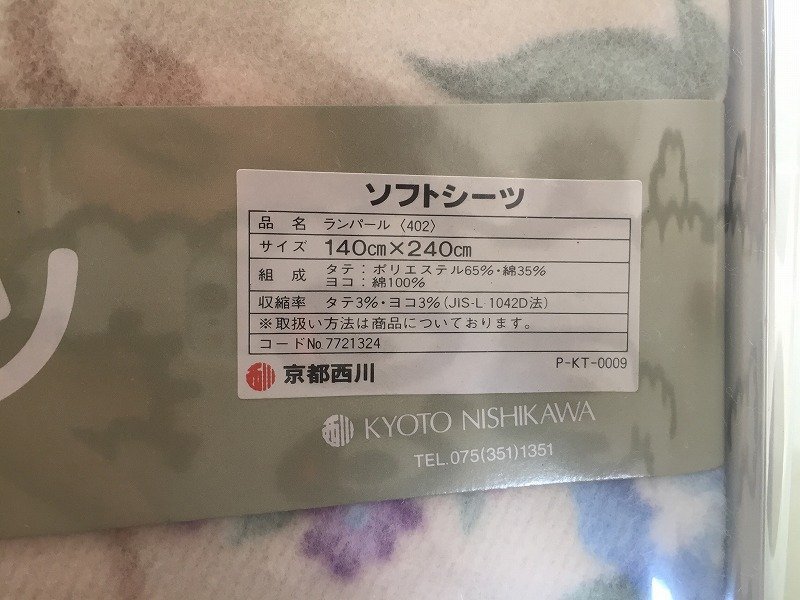 ソフトシーツ
品名 ランパール〈402〉
サイズ 140cm×240cm
組成 タテ：ポリエステル65%・綿35%
ヨコ：綿100%
収縮率 タテ3%・ヨコ3%(JIS-L 1042D法)
※取扱い方法は商品についております。
コードNo.7721324
P-KT-0009
京都西川
KYOTO NISHIKAWA
TEL.075(351)1351